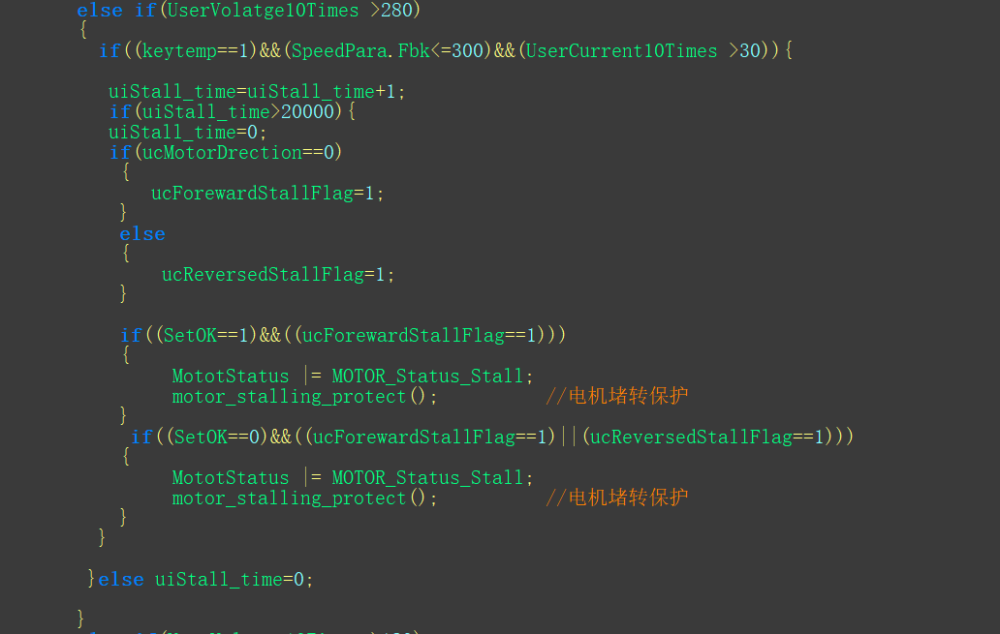 else if(UserVolatge10Times >280)
{
if((keytemp==1)&&(SpeedPara.Fbk<=300)&&(UserCurrent10Times >30)){
uiStall_time=uiStall_time+1;
if(uiStall_time>20000){
uiStall_time=0;
if(ucMotorDrection==0)
{
ucForewardStallFlag=1;
}
else
{
ucReversedStallFlag=1;
}
if((SetOK==1)&&((ucForewardStallFlag==1)))
{
MototStatus |= MOTOR_Status_Stall;
motor_stalling_protect(); //电机堵转保护
}
if((SetOK==0)&&((ucForewardStallFlag==1)||(ucReversedStallFlag==1)))
{
MototStatus |= MOTOR_Status_Stall;
motor_stalling_protect(); //电机堵转保护
}
}
}else uiStall_time=0;
}